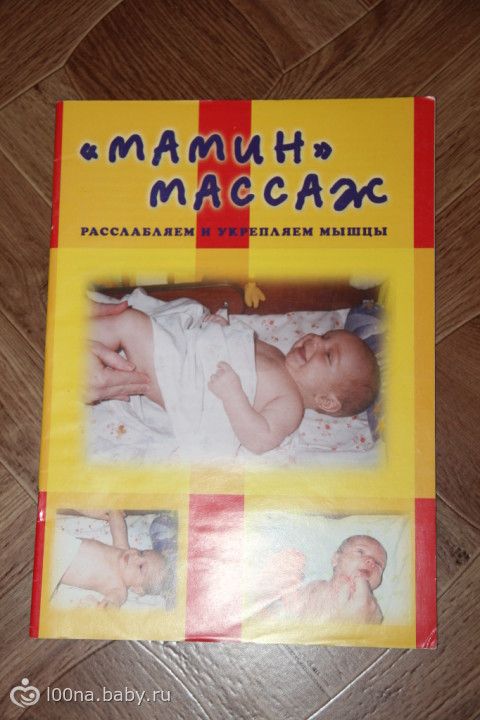 «МАМИН»
МАССАЖ
РАССЛАБЛЯЕМ И УКРЕПЛЯЕМ МЫШЦЫ
l00na.baby.ru